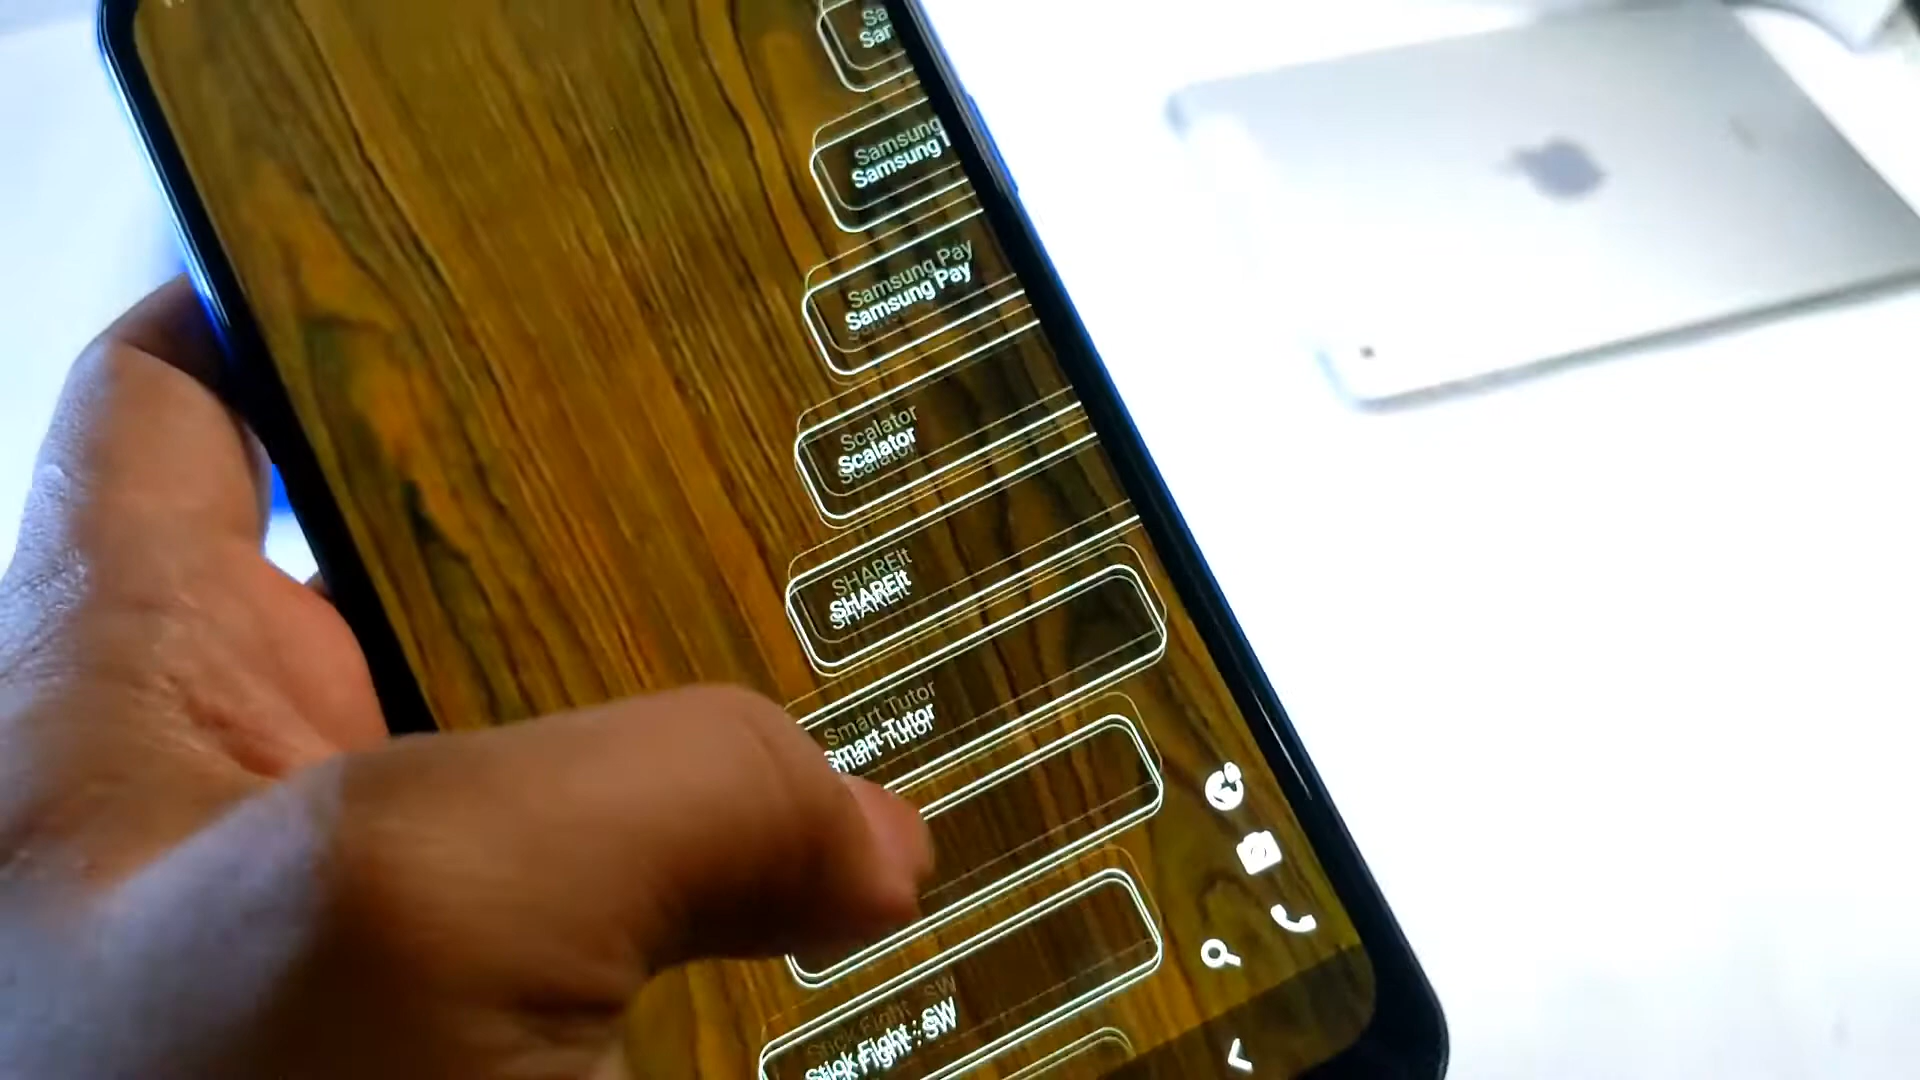 Samsung
Samsung Pay
Scalator
SHAREit
Smart Tutor
Stick Fight : SW